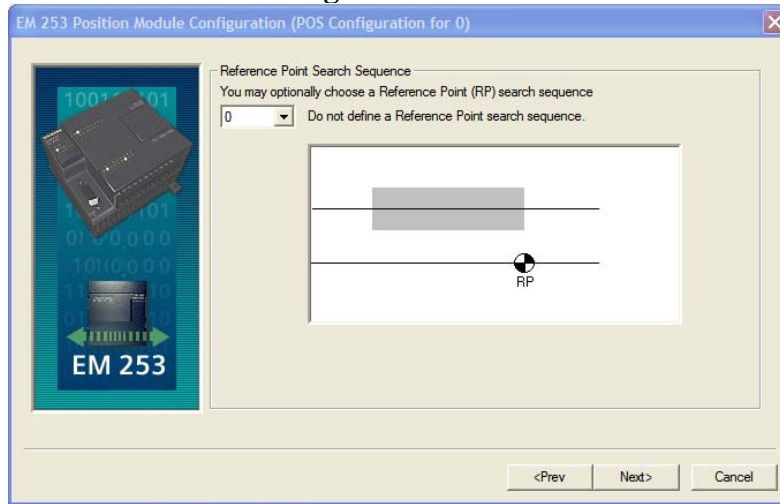 EM 253 Position Module Configuration (POS Configuration for 0)
Reference Point Search Sequence
You may optionally choose a Reference Point (RP) search sequence
0
Do not define a Reference Point search sequence.
RP
EM 253
<Prev
Next>
Cancel